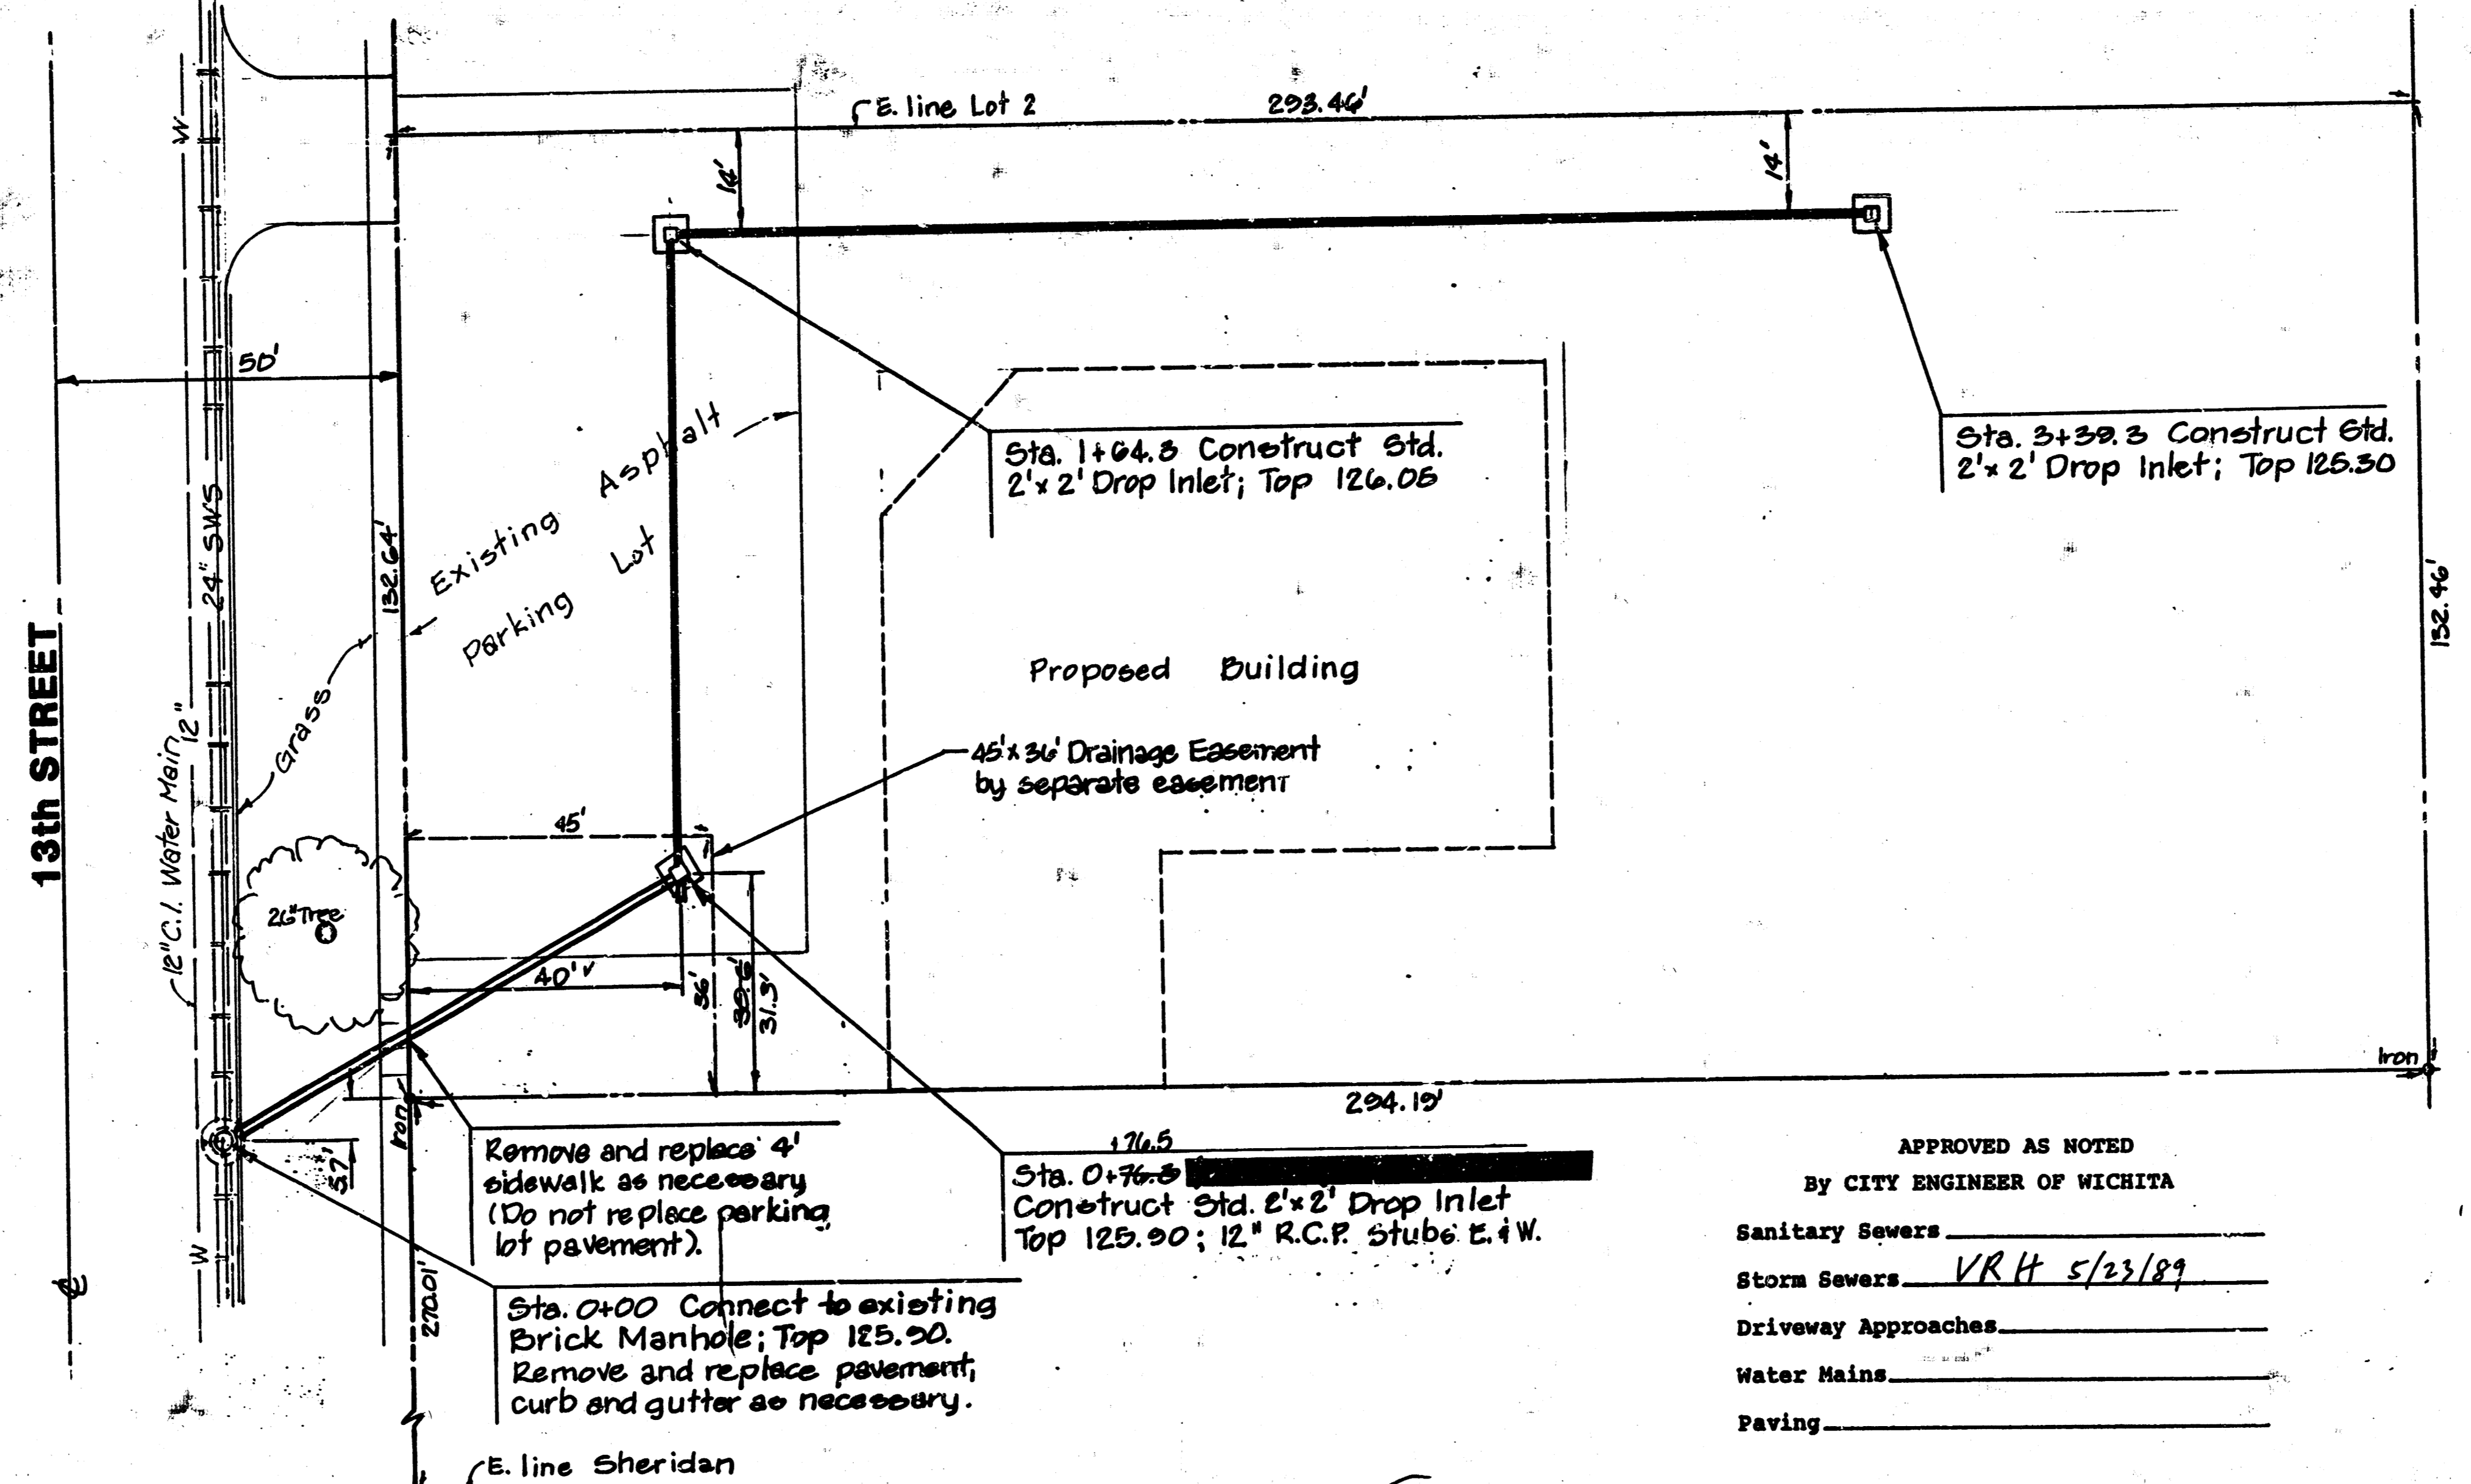 E. line Lot 2
293.46'
14'
14'
W
50'
24" SWS
132.64'
Existing Asphalt
Parking Lot
Sta. 1+64.3 Construct Std.
2'x 2' Drop Inlet; Top 126.05
Sta. 3+39.3 Construct Std.
2'x 2' Drop Inlet; Top 125.30
132.46'
13th STREET
12" C.I. Water Main
12"
Grass
Proposed Building
45'x36' Drainage Easement
by separate easement
45'
26" Tree
40'
36'
31.3'
Iron
Iron
294.19'
5.7'
Remove and replace 4'
sidewalk as necessary
(Do not replace parking
lot pavement).
+76.5
Sta. 0+76.3
Construct Std. 2'x 2' Drop Inlet
Top 125.90; 12" R.C.P. Stubs E. & W.
W
270.01'
Sta. 0+00 Connect to existing
Brick Manhole; Top 125.90.
Remove and replace pavement,
curb and gutter as necessary.
E. line Sheridan
APPROVED AS NOTED
By CITY ENGINEER OF WICHITA
Sanitary Sewers
Storm Sewers VRH 5/23/89
Driveway Approaches
Water Mains
Paving